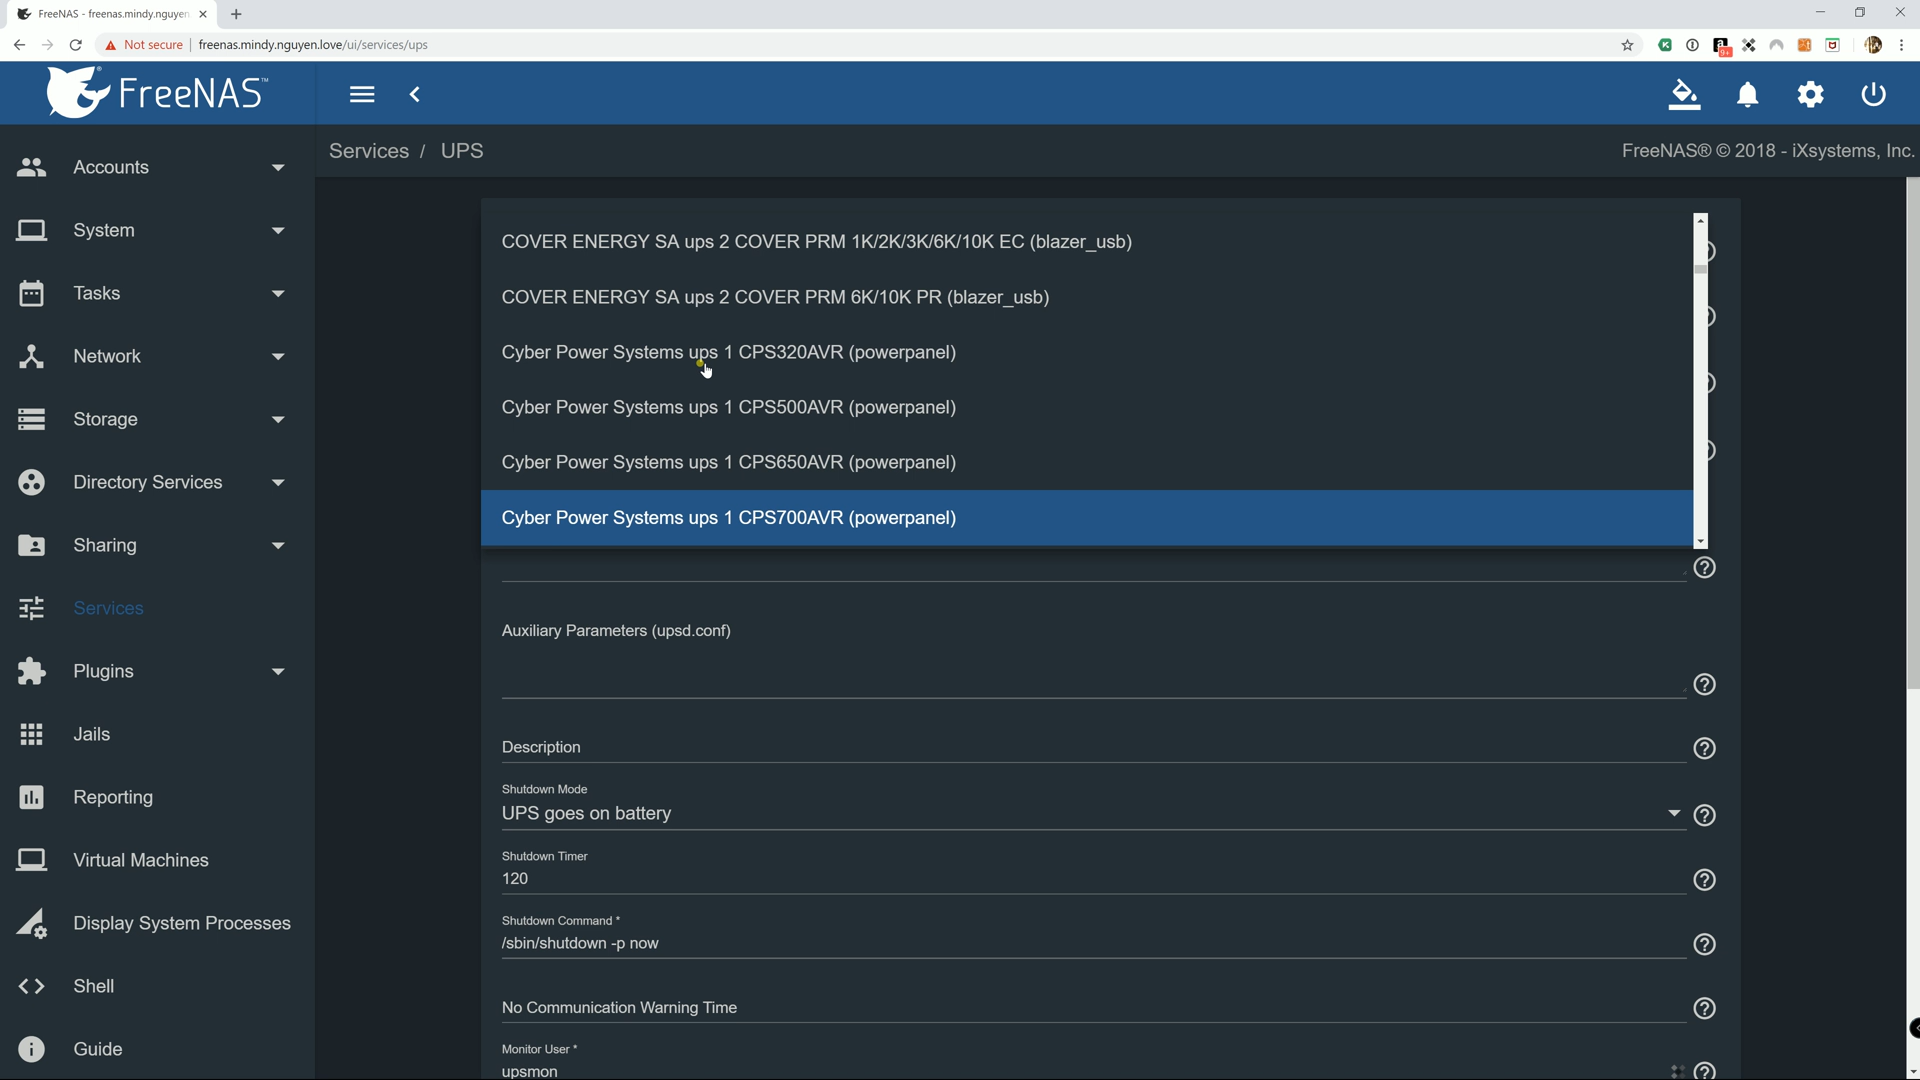 FreeNAS - freenas.mindy.nguyen
Not secure
freenas.mindy.nguyen.love/ui/services/ups
9+
FreeNAS™
Services / UPS
FreeNAS® © 2018 - iXsystems, Inc.
Accounts
System
Tasks
Network
Storage
Directory Services
Sharing
Services
Plugins
Jails
Reporting
Virtual Machines
Display System Processes
Shell
Guide
COVER ENERGY SA ups 2 COVER PRM 1K/2K/3K/6K/10K EC (blazer_usb)
COVER ENERGY SA ups 2 COVER PRM 6K/10K PR (blazer_usb)
Cyber Power Systems ups 1 CPS320AVR (powerpanel)
Cyber Power Systems ups 1 CPS500AVR (powerpanel)
Cyber Power Systems ups 1 CPS650AVR (powerpanel)
Cyber Power Systems ups 1 CPS700AVR (powerpanel)
Auxiliary Parameters (upsd.conf)
Description
Shutdown Mode
UPS goes on battery
Shutdown Timer
120
Shutdown Command *
/sbin/shutdown -p now
No Communication Warning Time
Monitor User *
upsmon